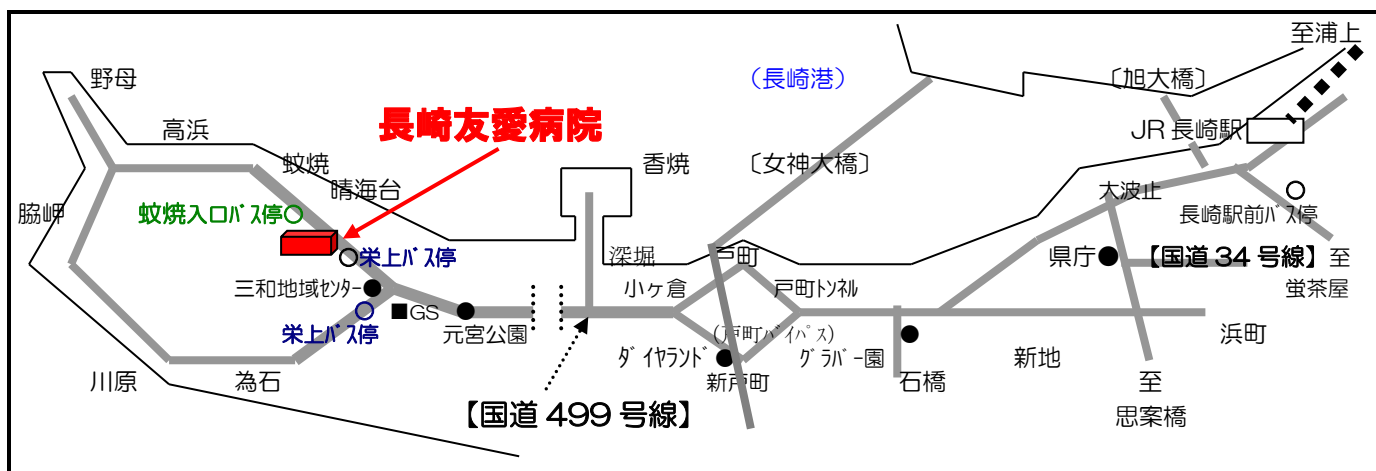 至浦上
野母
（長崎港）
〔旭大橋〕
長崎友愛病院
高浜
JR 長崎駅
蚊焼
香焼
〔女神大橋〕
晴海台
大波止
脇岬
蚊焼入口バス停
長崎駅前バス停
栄上バス停
深堀
戸町
県庁
【国道 34 号線】
至
蛍茶屋
三和地域センター
小ヶ倉
戸町トンネル
■GS
栄上バス停
元宮公園
(戸町バイパス)
浜町
ダイヤランド
グラバー園
新地
川原
為石
新戸町
石橋
至
思案橋
【国道 499 号線】